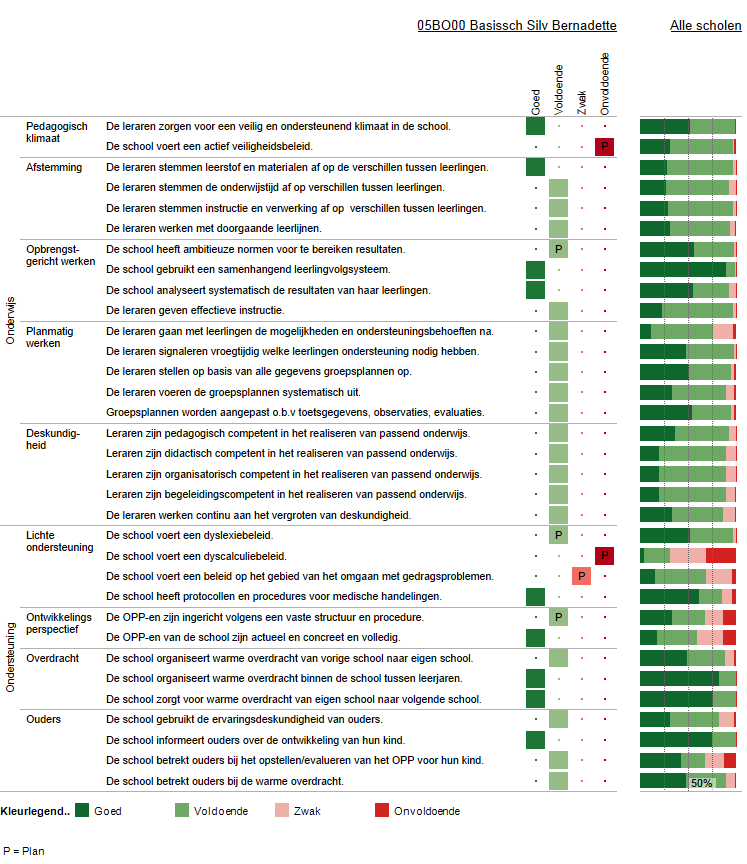 05BO00 Basissch Silv Bernadette Alle scholen
Goed Voldoende Zwak Onvoldoende
Onderwijs
Pedagogisch klimaat De leraren zorgen voor een veilig en ondersteunend klimaat in de school.
De school voert een actief veiligheidsbeleid. P
Afstemming De leraren stemmen leerstof en materialen af op de verschillen tussen leerlingen.
De leraren stemmen de onderwijstijd af op verschillen tussen leerlingen.
De leraren stemmen instructie en verwerking af op verschillen tussen leerlingen.
De leraren werken met doorgaande leerlijnen.
Opbrengst-gericht werken De school heeft ambitieuze normen voor te bereiken resultaten. P
De school gebruikt een samenhangend leerlingvolgsysteem.
De school analyseert systematisch de resultaten van haar leerlingen.
De leraren geven effectieve instructie.
Planmatig werken De leraren gaan met leerlingen de mogelijkheden en ondersteuningsbehoeften na.
De leraren signaleren vroegtijdig welke leerlingen ondersteuning nodig hebben.
De leraren stellen op basis van alle gegevens groepsplannen op.
De leraren voeren de groepsplannen systematisch uit.
Groepsplannen worden aangepast o.b.v toetsgegevens, observaties, evaluaties.
Deskundig-heid Leraren zijn pedagogisch competent in het realiseren van passend onderwijs.
Leraren zijn didactisch competent in het realiseren van passend onderwijs.
Leraren zijn organisatorisch competent in het realiseren van passend onderwijs.
Leraren zijn begeleidingscompetent in het realiseren van passend onderwijs.
De leraren werken continu aan het vergroten van deskundigheid.
Ondersteuning
Lichte ondersteuning De school voert een dyslexiebeleid. P
De school voert een dyscalculiebeleid. P
De school voert een beleid op het gebied van het omgaan met gedragsproblemen. P
De school heeft protocollen en procedures voor medische handelingen.
Ontwikkelings perspectief De OPP-en zijn ingericht volgens een vaste structuur en procedure. P
De OPP-en van de school zijn actueel en concreet en volledig.
Overdracht De school organiseert warme overdracht van vorige school naar eigen school.
De school organiseert warme overdracht binnen de school tussen leerjaren.
De school zorgt voor warme overdracht van eigen school naar volgende school.
Ouders De school gebruikt de ervaringsdeskundigheid van ouders.
De school informeert ouders over de ontwikkeling van hun kind.
De school betrekt ouders bij het opstellen/evalueren van het OPP voor hun kind.
De school betrekt ouders bij de warme overdracht. 50%
Kleurlegend.. Goed Voldoende Zwak Onvoldoende
P = Plan